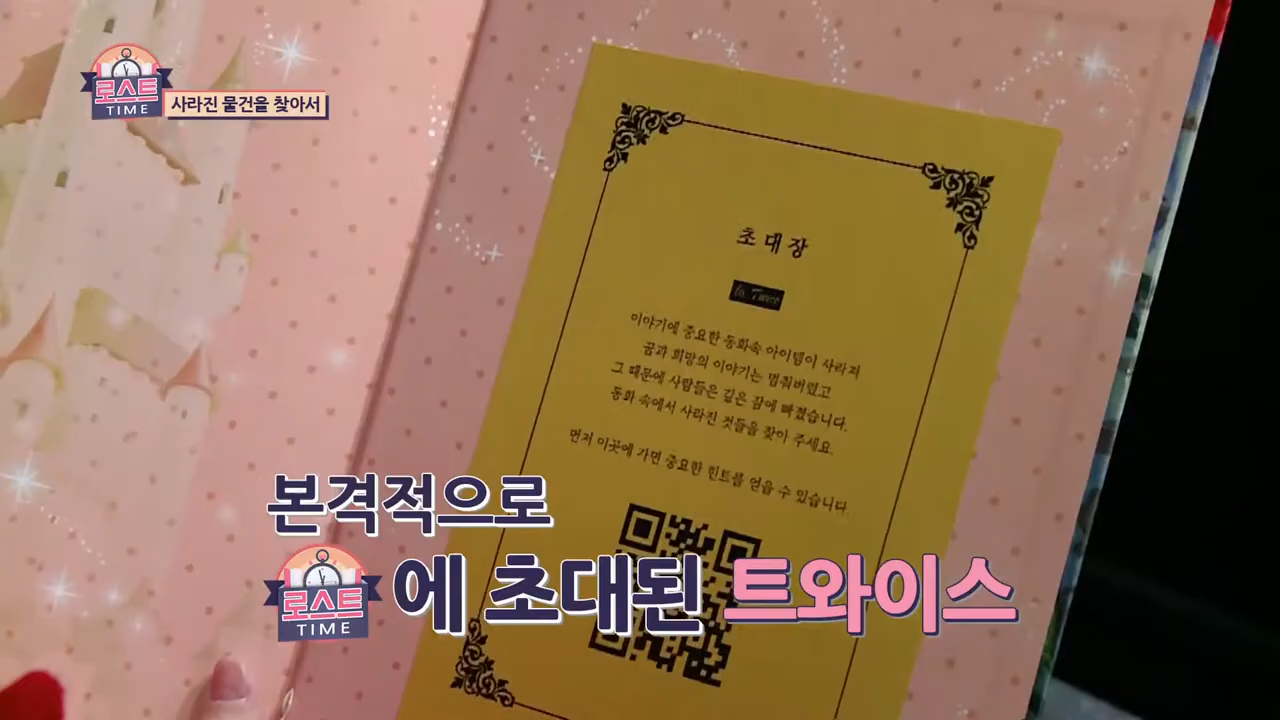 로스트
TIME
사라진 물건을 찾아서
초대장
to. Twice
이야기에 중요한 동화속 아이템이 사라져
꿈과 희망의 이야기는 멈춰버렸고
그 때문에 사람들은 깊은 잠에 빠졌습니다.
동화 속에서 사라진 것들을 찾아 주세요.
먼저 이곳에 가면 중요한 힌트를 얻을 수 있습니다.
본격적으로
로스트
TIME
에 초대된 트와이스